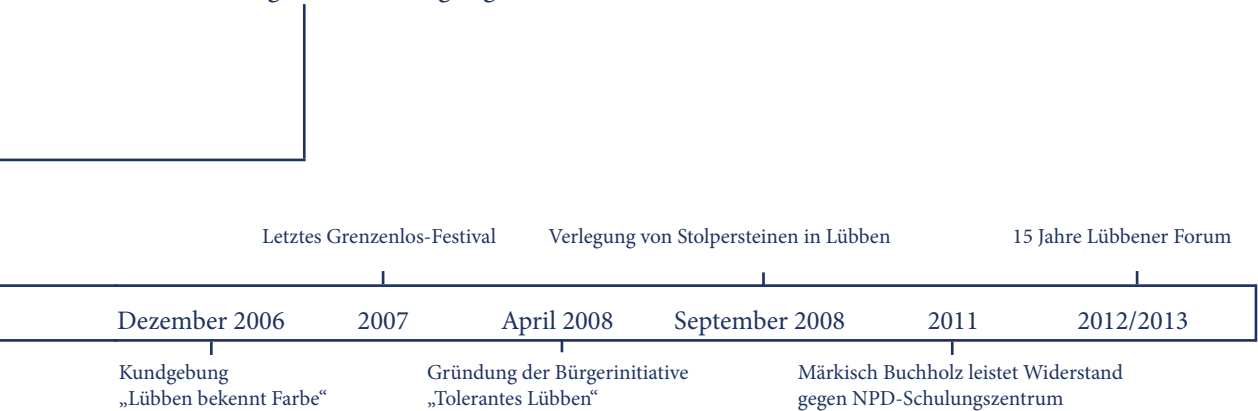 Letztes Grenzenlos-Festival
Verlegung von Stolpersteinen in Lübben
15 Jahre Lübbener Forum
Dezember 2006
2007
April 2008
September 2008
2011
2012/2013
Kundgebung
„Lübben bekennt Farbe“
Gründung der Bürgerinitiative
„Tolerantes Lübben“
Märkisch Buchholz leistet Widerstand
gegen NPD-Schulungszentrum